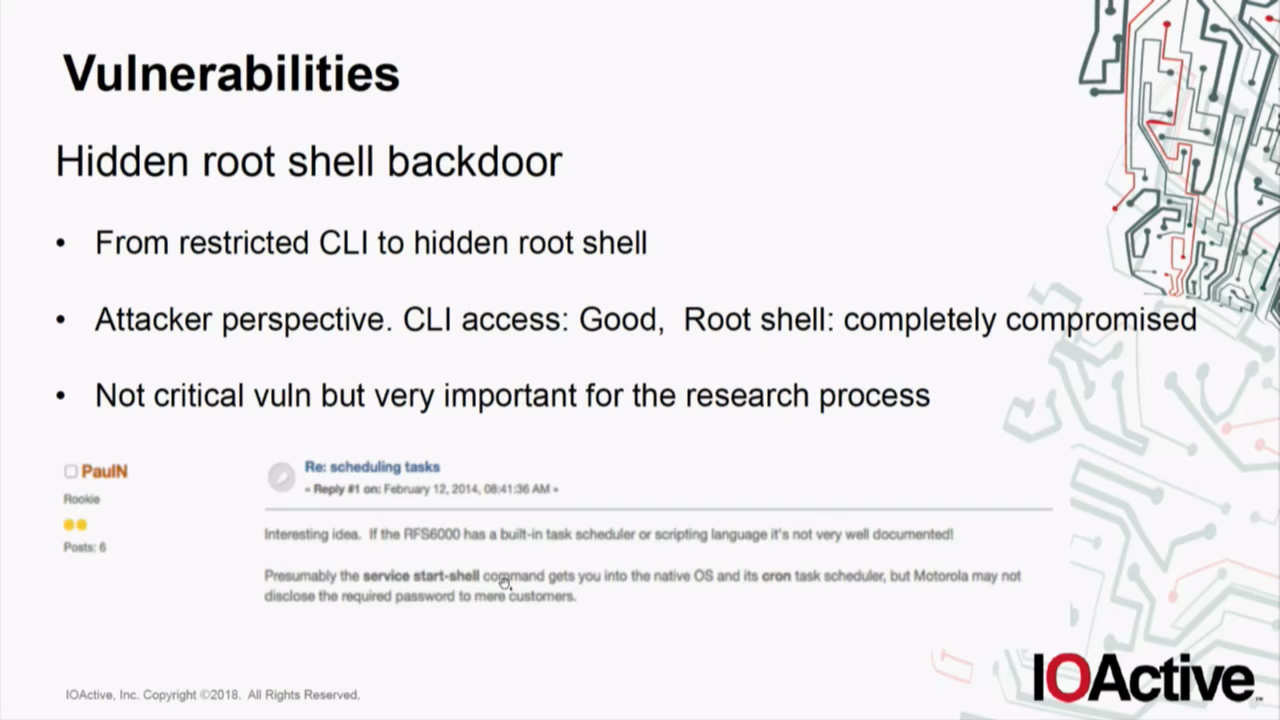 Vulnerabilities
Hidden root shell backdoor
• From restricted CLI to hidden root shell
• Attacker perspective. CLI access: Good, Root shell: completely compromised
• Not critical vuln but very important for the research process
PaulN
Rookie
Posts: 6
Re: scheduling tasks
« Reply #1 on: February 12, 2014, 08:41:36 AM »
Interesting idea. If the RFS6000 has a built-in task scheduler or scripting language it's not very well documented!
Presumably the service start-shell command gets you into the native OS and its cron task scheduler, but Motorola may not
disclose the required password to mere customers.
IOActive, Inc. Copyright ©2018. All Rights Reserved.
IOActive™